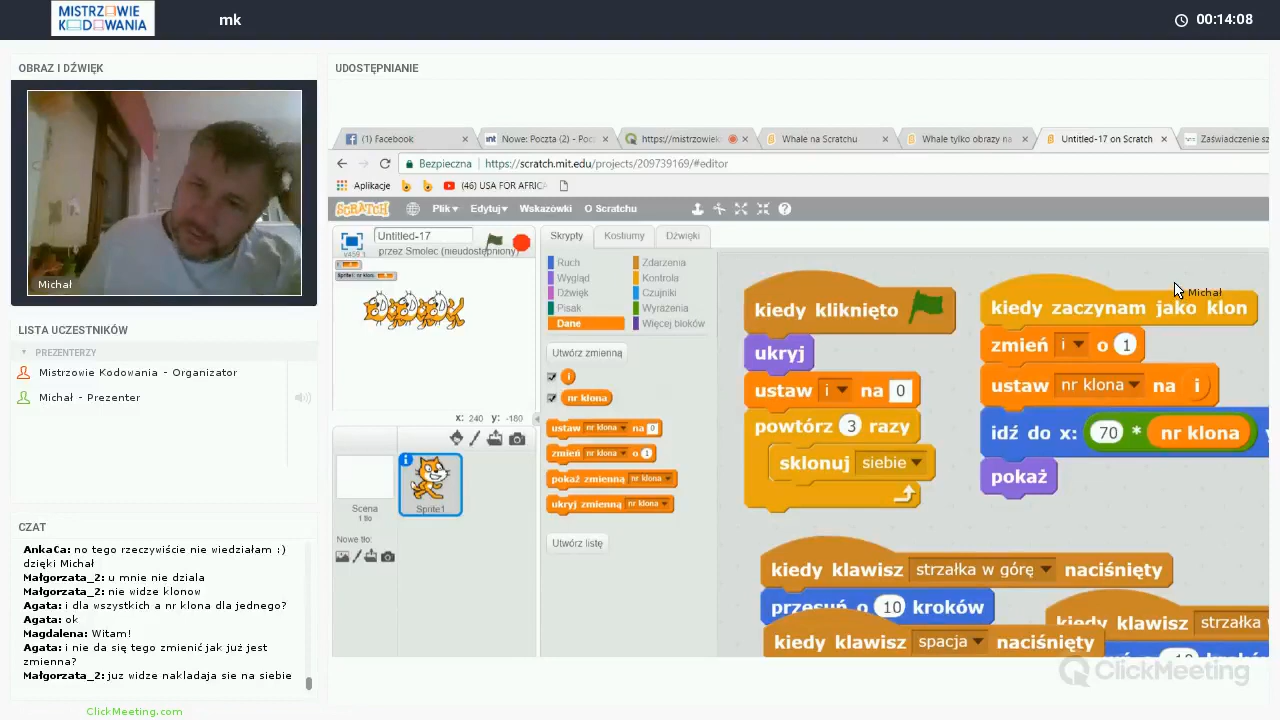 MISTRZOWIE
KODOWANIA
mk
00:14:08
OBRAZ I DŹWIĘK
UDOSTĘPNIANIE
Michał
(1) Facebook
Nowe: Poczta (2) - Pocz
https://mistrzowiek
Whale na Scratchu
Whale tylko obrazy na
Untitled-17 on Scratch
Zaświadczenie sz
Bezpieczna
https://scratch.mit.edu/projects/209739169/#editor
Aplikacje
(46) USA FOR AFRICA
SCRATCH
Plik
Edytuj
Wskazówki
O Scratchu
Untitled-17
przez Smolec (nieudostępniony)
v459.1
Skrypty
Kostiumy
Dźwięki
Ruch
Wygląd
Dźwięk
Pisak
Dane
Zdarzenia
Kontrola
Czujniki
Wyrażenia
Więcej bloków
Utwórz zmienną
i
nr klona
ustaw nr klona na 0
zmień nr klona o 1
pokaż zmienną nr klona
ukryj zmienną nr klona
Utwórz listę
x: 240 y: -180
Scena
1 tło
Nowe tło:
Sprite1
kiedy kliknięto
ukryj
ustaw i na 0
powtórz 3 razy
sklonuj siebie
kiedy zaczynam jako klon
Michał
zmień i o 1
ustaw nr klona na i
idź do x: 70 * nr klona y
pokaż
kiedy klawisz strzałka w górę naciśnięty
przesuń o 10 kroków
kiedy klawisz spacja naciśnięty
kiedy klawisz strzałka w
LISTA UCZESTNIKÓW
PREZENTERZY
Mistrzowie Kodowania - Organizator
Michał - Prezenter
CZAT
AnkaCa: no tego rzeczywiście nie wiedziałam :)
dzięki Michał
Małgorzata_2: u mnie nie dziala
Małgorzata_2: nie widze klonow
Agata: i dla wszystkich a nr klona dla jednego?
Agata: ok
Magdalena: Witam!
Agata: i nie da się tego zmienić jak już jest
zmienna?
Małgorzata_2: juz widze nakladaja sie na siebie
ClickMeeting.com
ClickMeeting